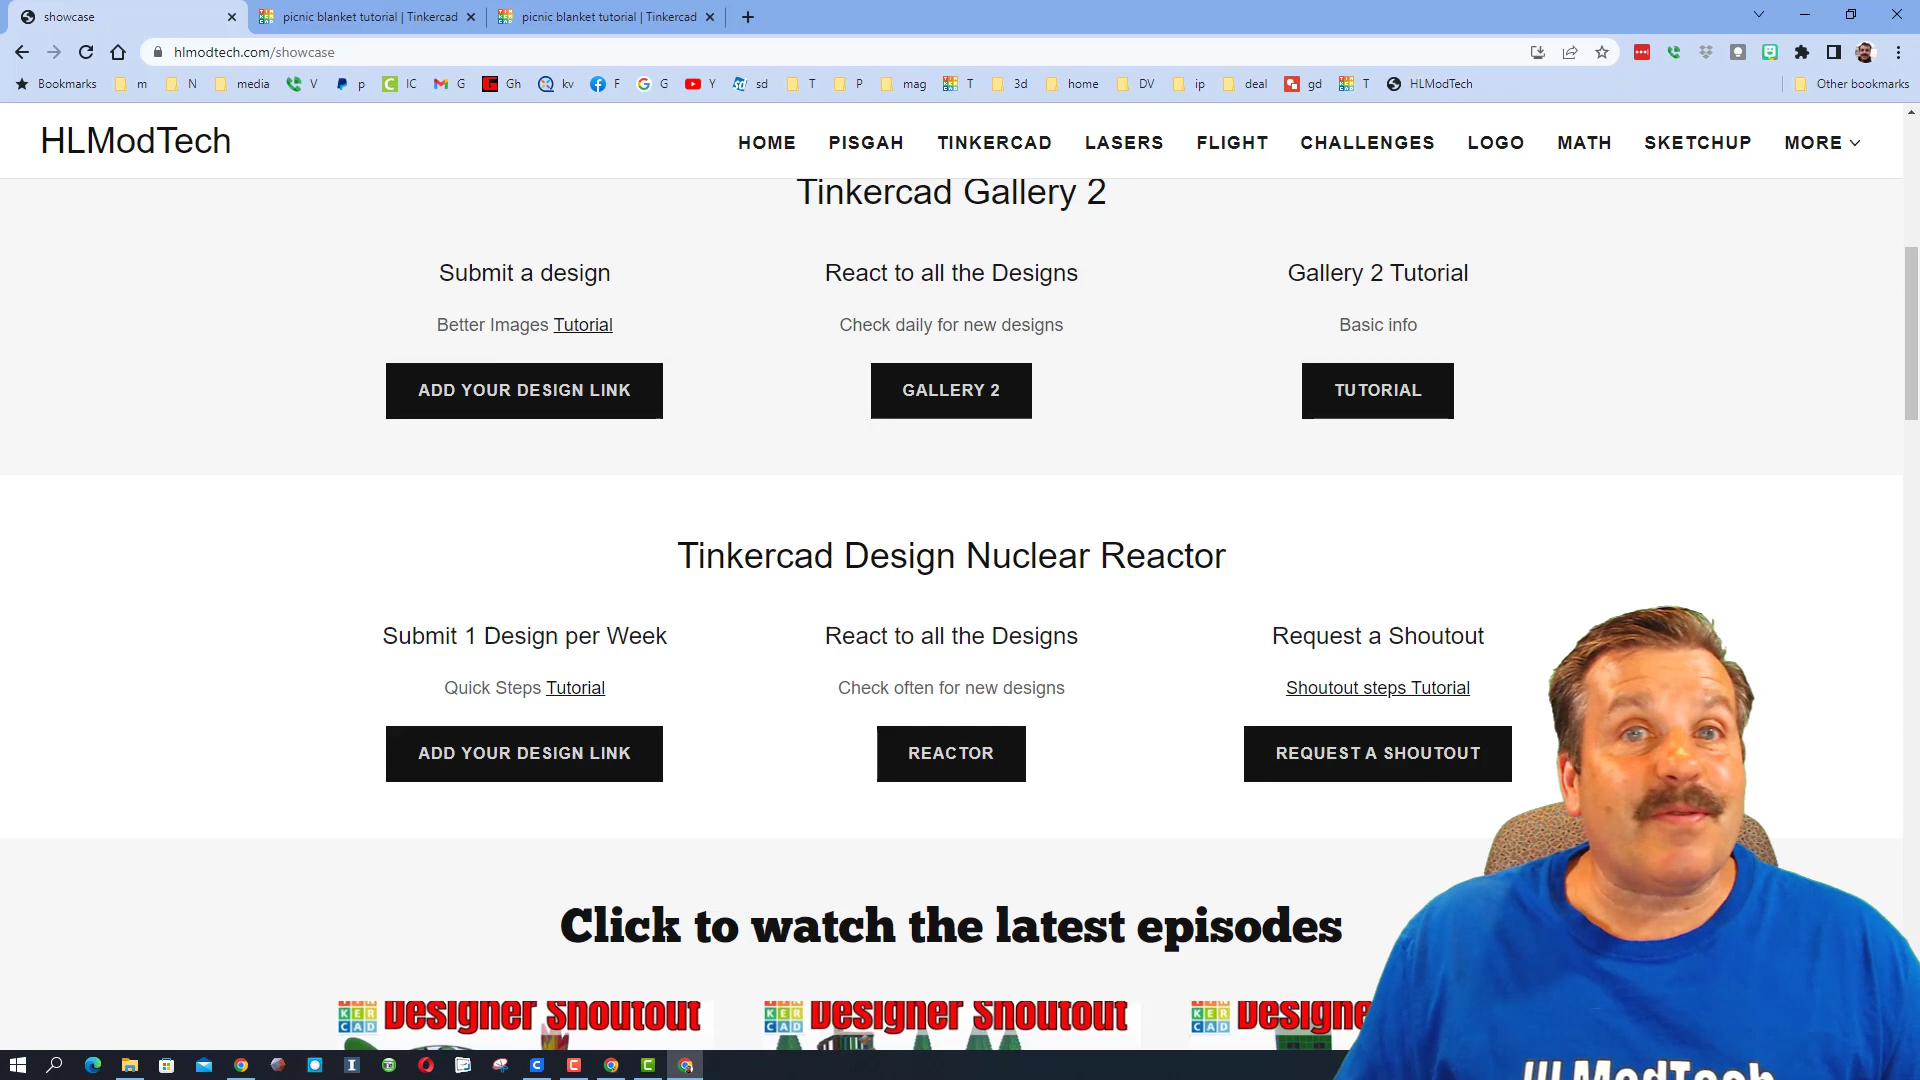 showcase
picnic blanket tutorial | Tinkercad
picnic blanket tutorial | Tinkercad
hlmodtech.com/showcase
Bookmarks m N media V p IC G Gh kv F G Y sd T P mag T 3d home DV ip deal gd T HLModTech Other bookmarks
HLModTech
HOME PISGAH TINKERCAD LASERS FLIGHT CHALLENGES LOGO MATH SKETCHUP MORE
Tinkercad Gallery 2
Submit a design
Better Images Tutorial
ADD YOUR DESIGN LINK
React to all the Designs
Check daily for new designs
GALLERY 2
Gallery 2 Tutorial
Basic info
TUTORIAL
Tinkercad Design Nuclear Reactor
Submit 1 Design per Week
Quick Steps Tutorial
ADD YOUR DESIGN LINK
React to all the Designs
Check often for new designs
REACTOR
Request a Shoutout
Shoutout steps Tutorial
REQUEST A SHOUTOUT
Click to watch the latest episodes
KER CAD Designer Shoutout
KER CAD Designer Shoutout
KER CAD Designe
HLModTech